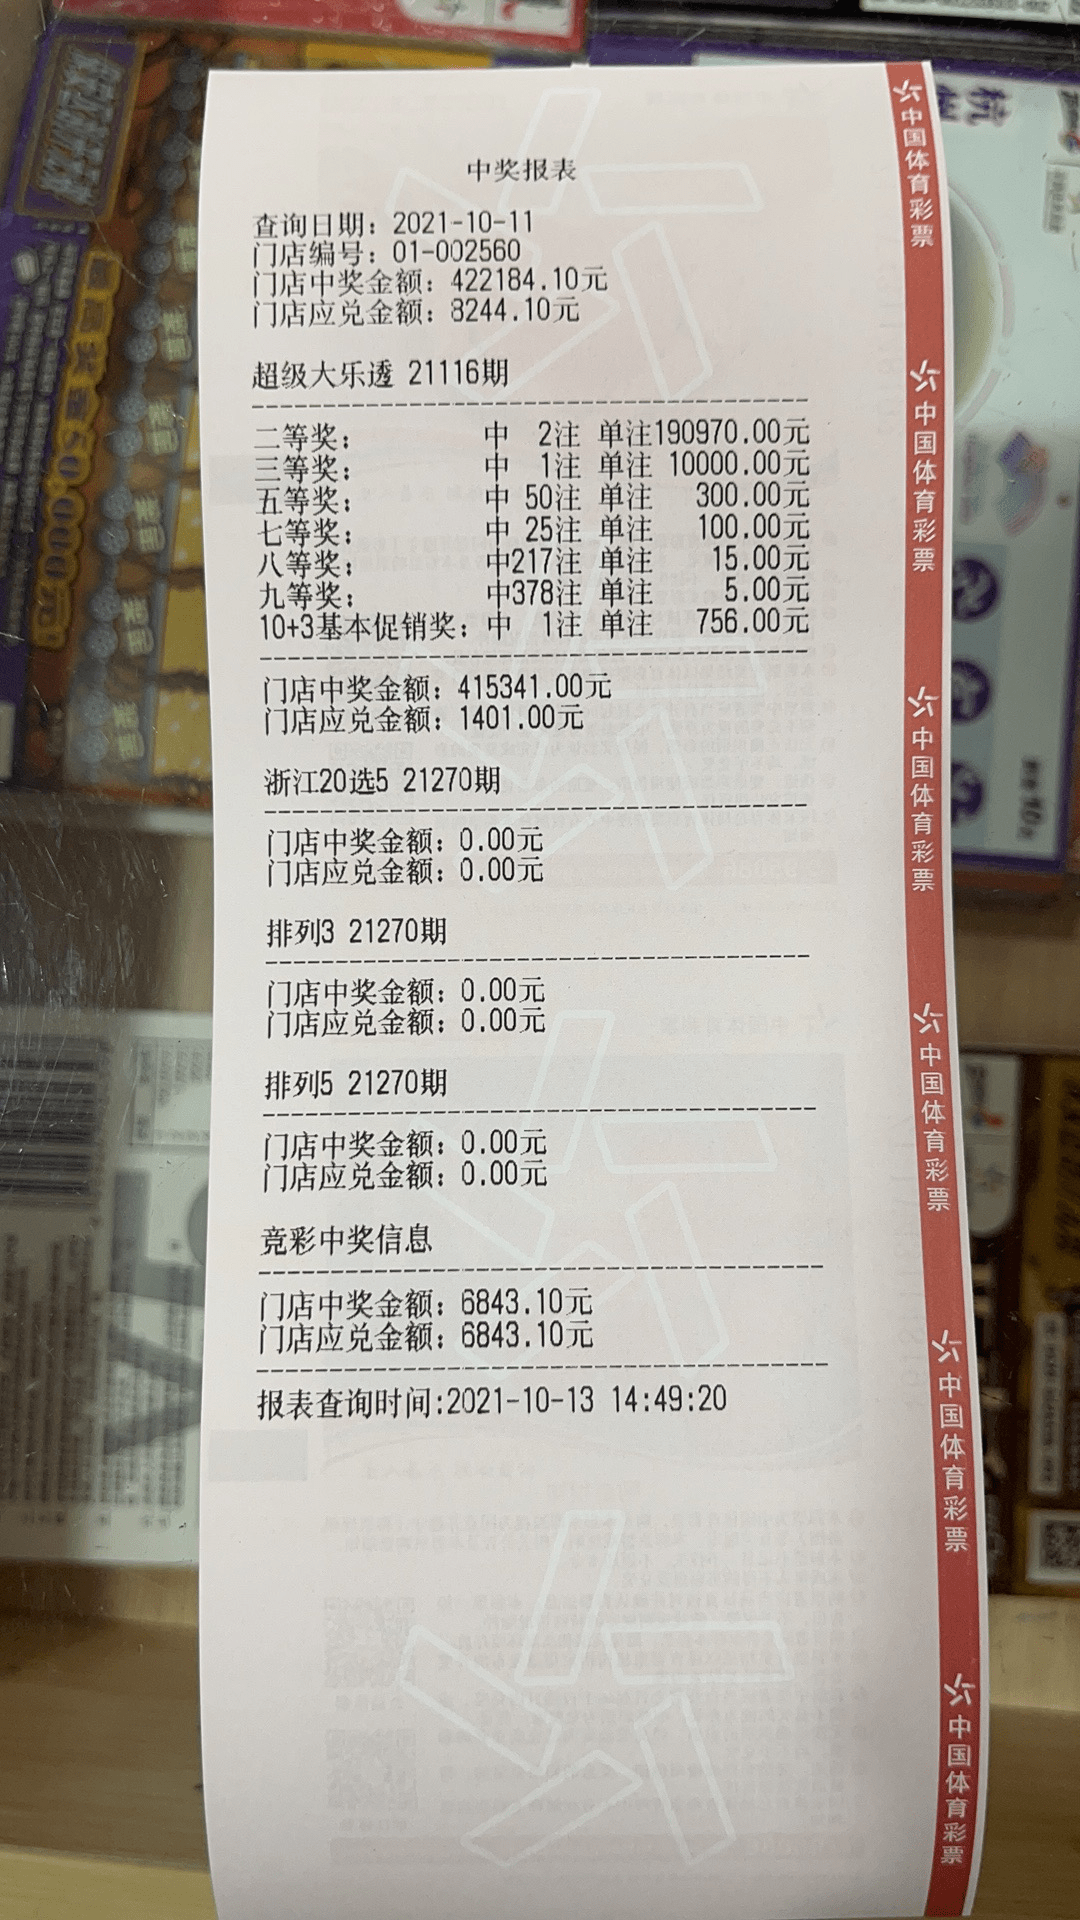 中奖报表
查询日期：2021-10-11
门店编号：01-002560
门店中奖金额：422184.10元
门店应兑金额：8244.10元
超级大乐透 21116期
二等奖： 中 2注 单注190970.00元
三等奖： 中 1注 单注 10000.00元
五等奖： 中 50注 单注 300.00元
七等奖： 中 25注 单注 100.00元
八等奖： 中217注 单注 15.00元
九等奖： 中378注 单注 5.00元
10+3基本促销奖：中 1注 单注 756.00元
门店中奖金额：415341.00元
门店应兑金额：1401.00元
浙江20选5 21270期
门店中奖金额：0.00元
门店应兑金额：0.00元
排列3 21270期
门店中奖金额：0.00元
门店应兑金额：0.00元
排列5 21270期
门店中奖金额：0.00元
门店应兑金额：0.00元
竞彩中奖信息
门店中奖金额：6843.10元
门店应兑金额：6843.10元
报表查询时间:2021-10-13 14:49:20
中国体育彩票
中国体育彩票
中国体育彩票
中国体育彩票
中国体育彩票
中国体育彩票